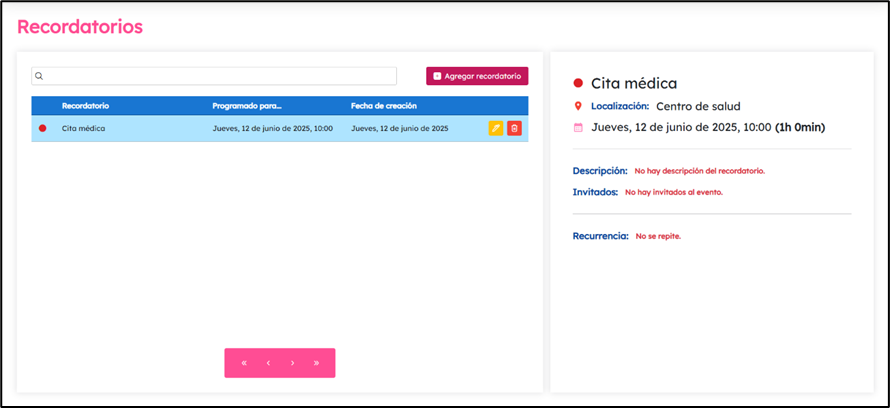 Recordatorios
Agregar recordatorio
Recordatorio Programado para... Fecha de creación
Cita médica Jueves, 12 de junio de 2025, 10:00 Jueves, 12 de junio de 2025
« ‹ › »
Cita médica
Localización: Centro de salud
Jueves, 12 de junio de 2025, 10:00 (1h 0min)
Descripción: No hay descripción del recordatorio.
Invitados: No hay invitados al evento.
Recurrencia: No se repite.